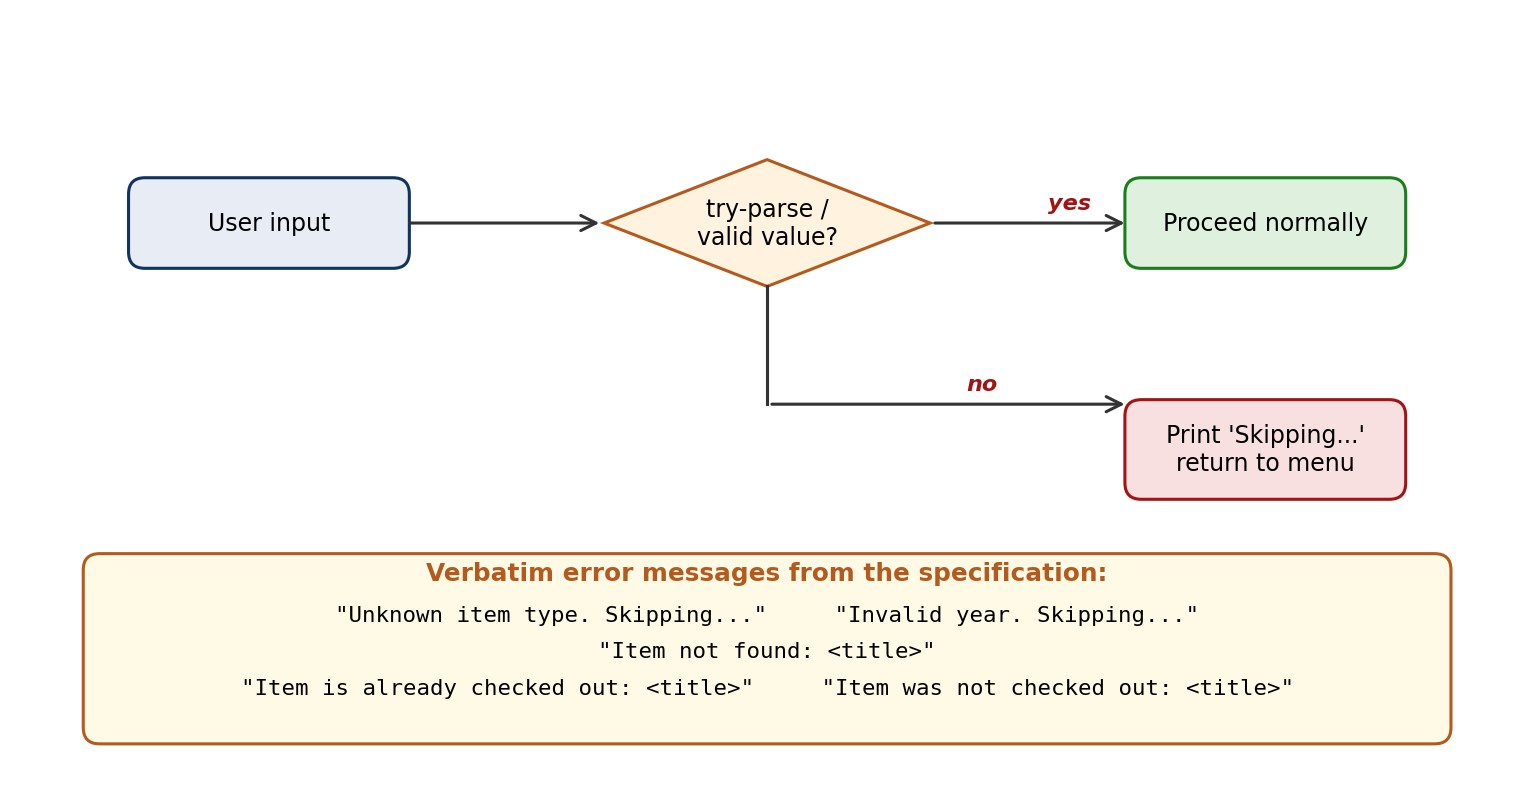 User input
try-parse /
valid value?
yes
Proceed normally
no
Print 'Skipping...'
return to menu
Verbatim error messages from the specification:
"Unknown item type. Skipping..."     "Invalid year. Skipping..."
"Item not found: <title>"
"Item is already checked out: <title>"     "Item was not checked out: <title>"